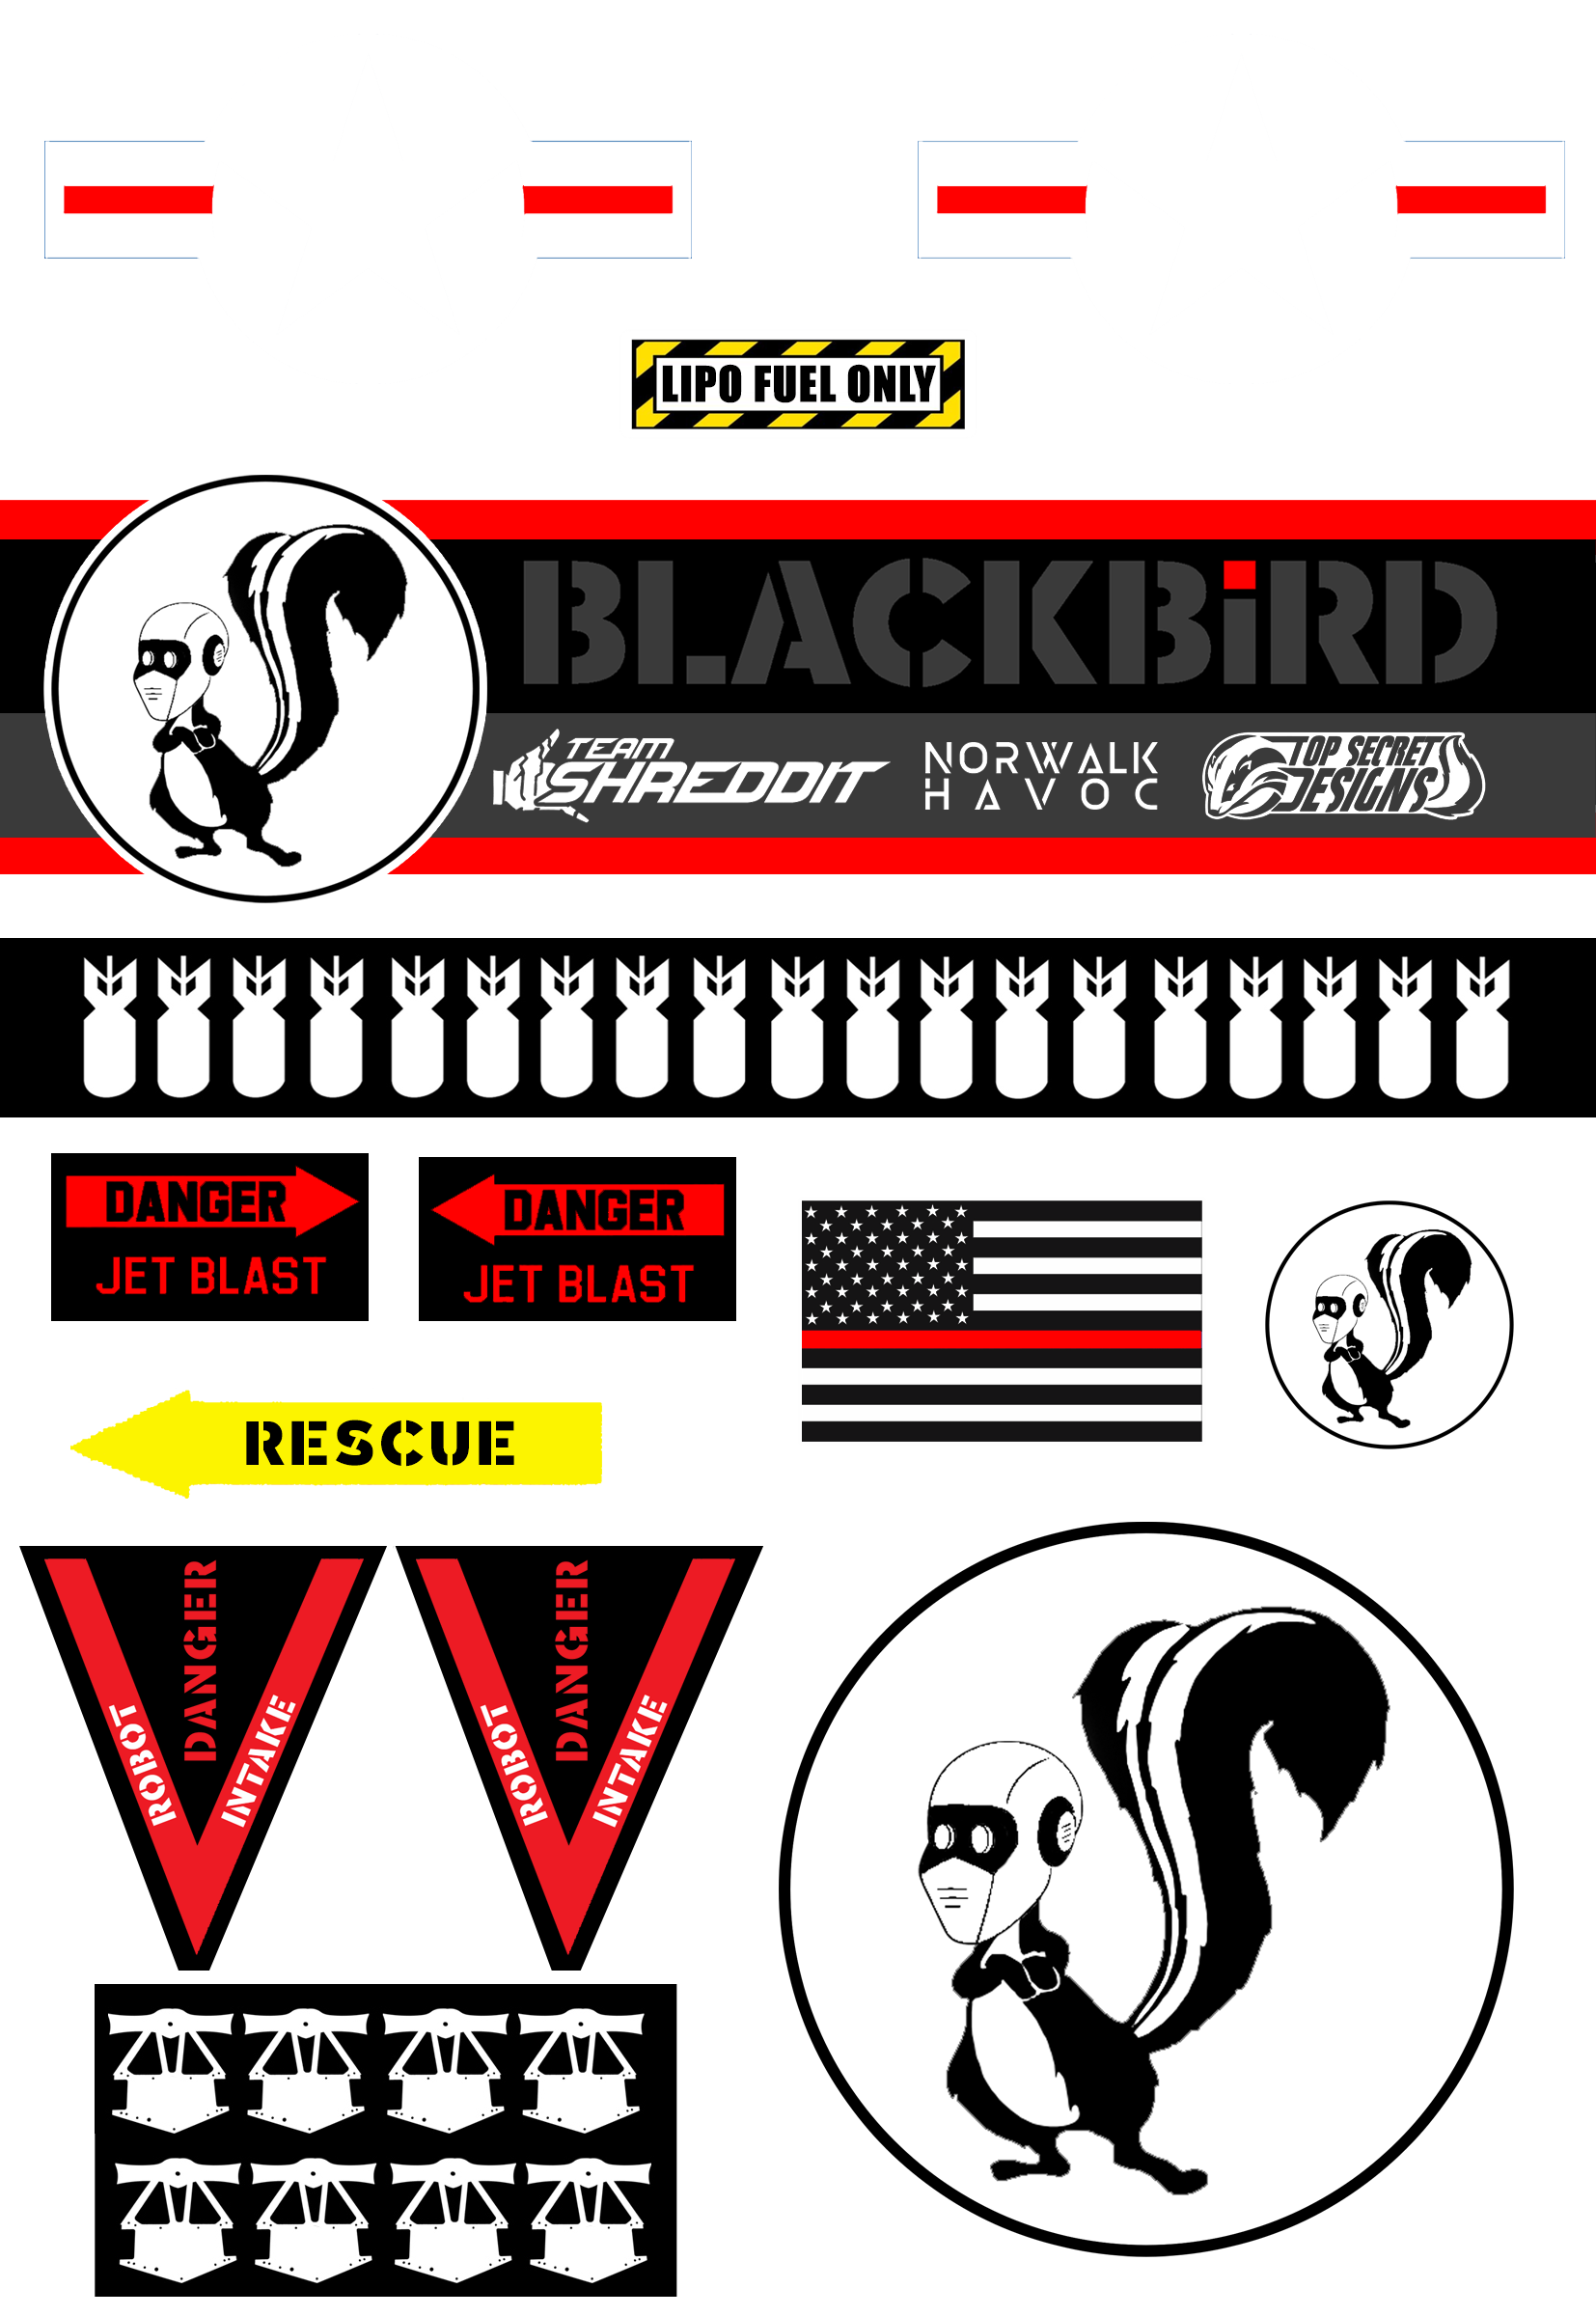 LIPO FUEL ONLY
BLACKBiRD
TEAM
SHREDDIT
NORWALK
HAVOC
TOP SECRET
DESIGNS
DANGER
JET BLAST
DANGER
JET BLAST
RESCUE
DANGER
ROBOT
INTAKE
DANGER
ROBOT
INTAKE